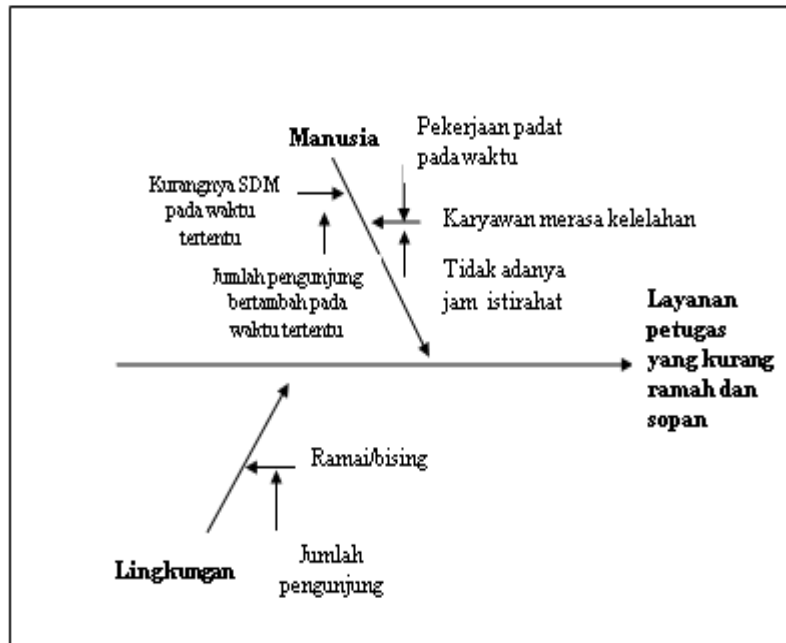 Manusia
Pekerjaan padat
pada waktu
Kurangnya SDM
pada waktu
tertentu
Karyawan merasa kelelahan
Jumlah pengunjung
bertambah pada
waktu tertentu
Tidak adanya
jam istirahat
Layanan
petugas
yang kurang
ramah dan
sopan
Ramai/bising
Jumlah
pengunjung
Lingkungan